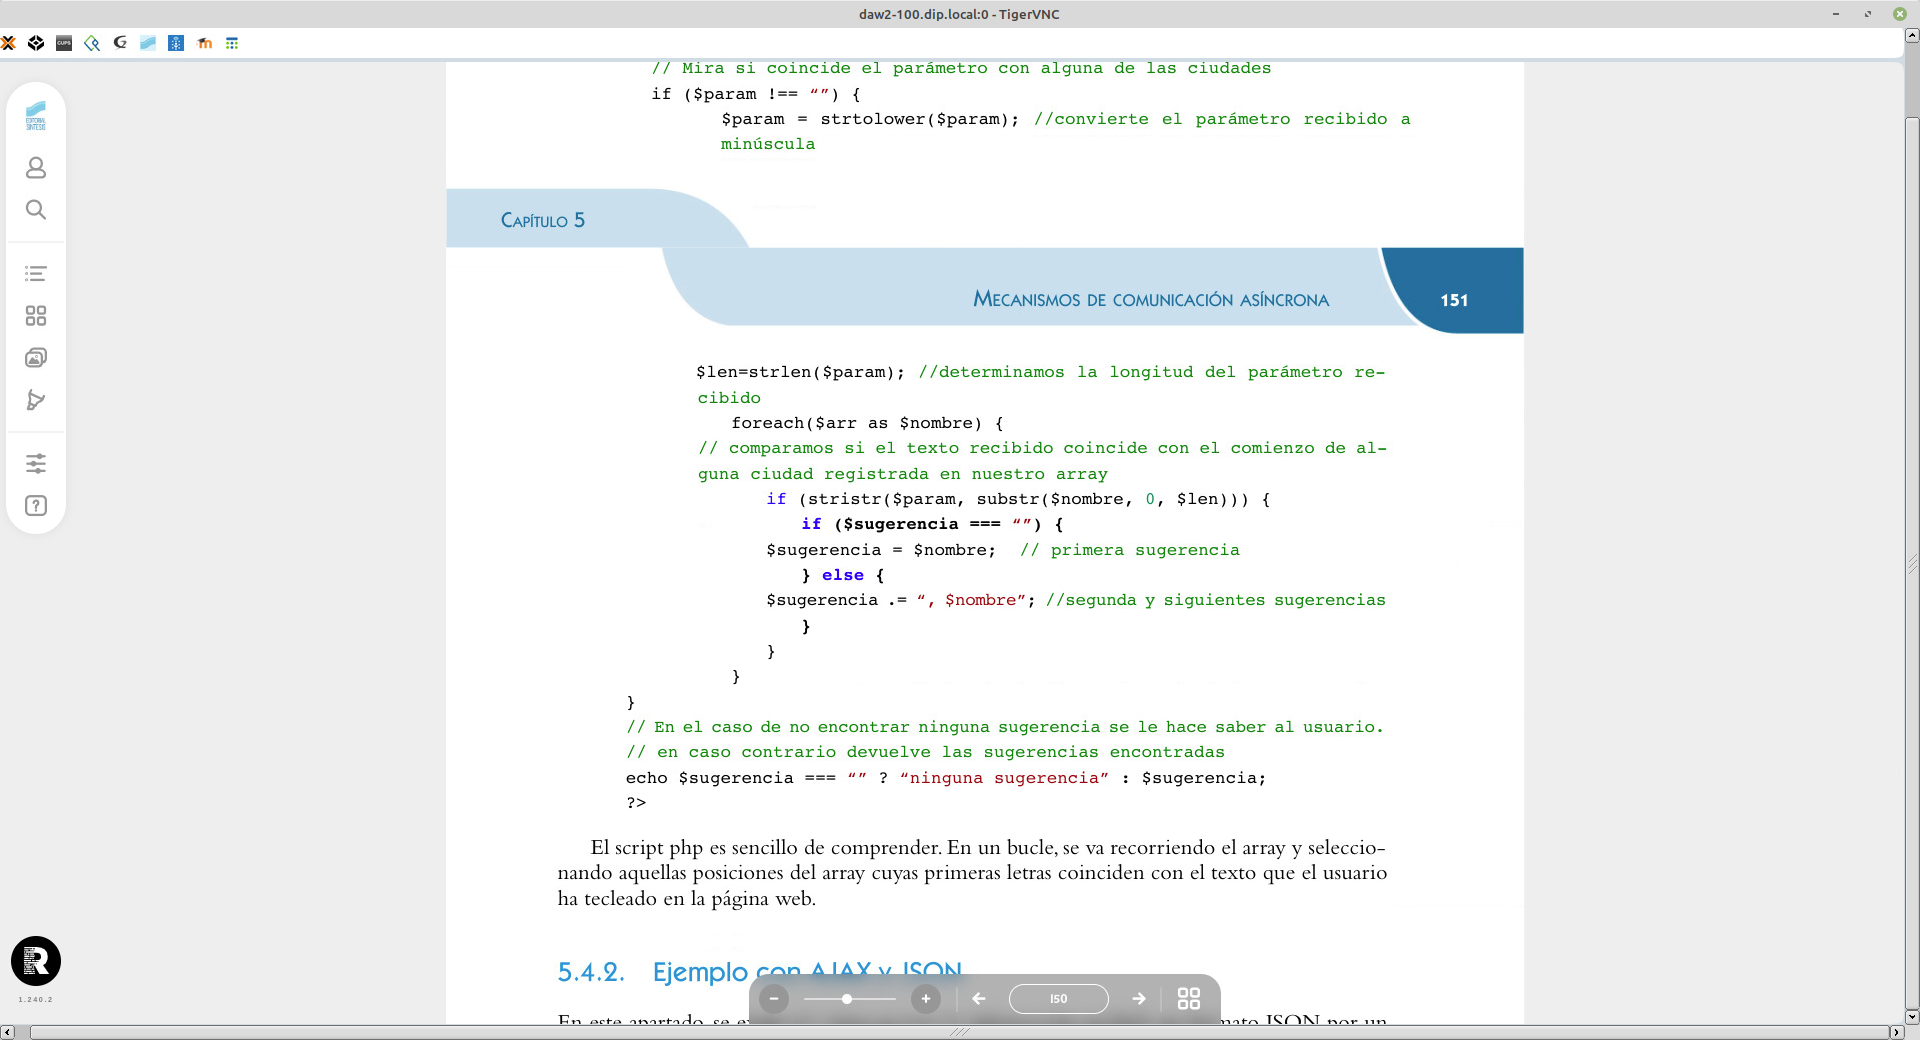 daw2-100.dip.local:0 - TigerVNC
CUPS
EDITORIAL
SÍNTESIS
// Mira si coincide el parámetro con alguna de las ciudades
if ($param !== “”) {
$param = strtolower($param); //convierte el parámetro recibido a
minúscula
Capítulo 5
Mecanismos de comunicación asíncrona
151
$len=strlen($param); //determinamos la longitud del parámetro re-
cibido
foreach($arr as $nombre) {
// comparamos si el texto recibido coincide con el comienzo de al-
guna ciudad registrada en nuestro array
if (stristr($param, substr($nombre, 0, $len))) {
if ($sugerencia === “”) {
$sugerencia = $nombre; // primera sugerencia
} else {
$sugerencia .= “, $nombre”; //segunda y siguientes sugerencias
}
}
}
}
// En el caso de no encontrar ninguna sugerencia se le hace saber al usuario.
// en caso contrario devuelve las sugerencias encontradas
echo $sugerencia === “” ? “ninguna sugerencia” : $sugerencia;
?>
El script php es sencillo de comprender. En un bucle, se va recorriendo el array y seleccio-
nando aquellas posiciones del array cuyas primeras letras coinciden con el texto que el usuario
ha tecleado en la página web.
5.4.2. Ejemplo con AJAX y JSON
150
En este apartado, se
JSON por un
R
1.240.2